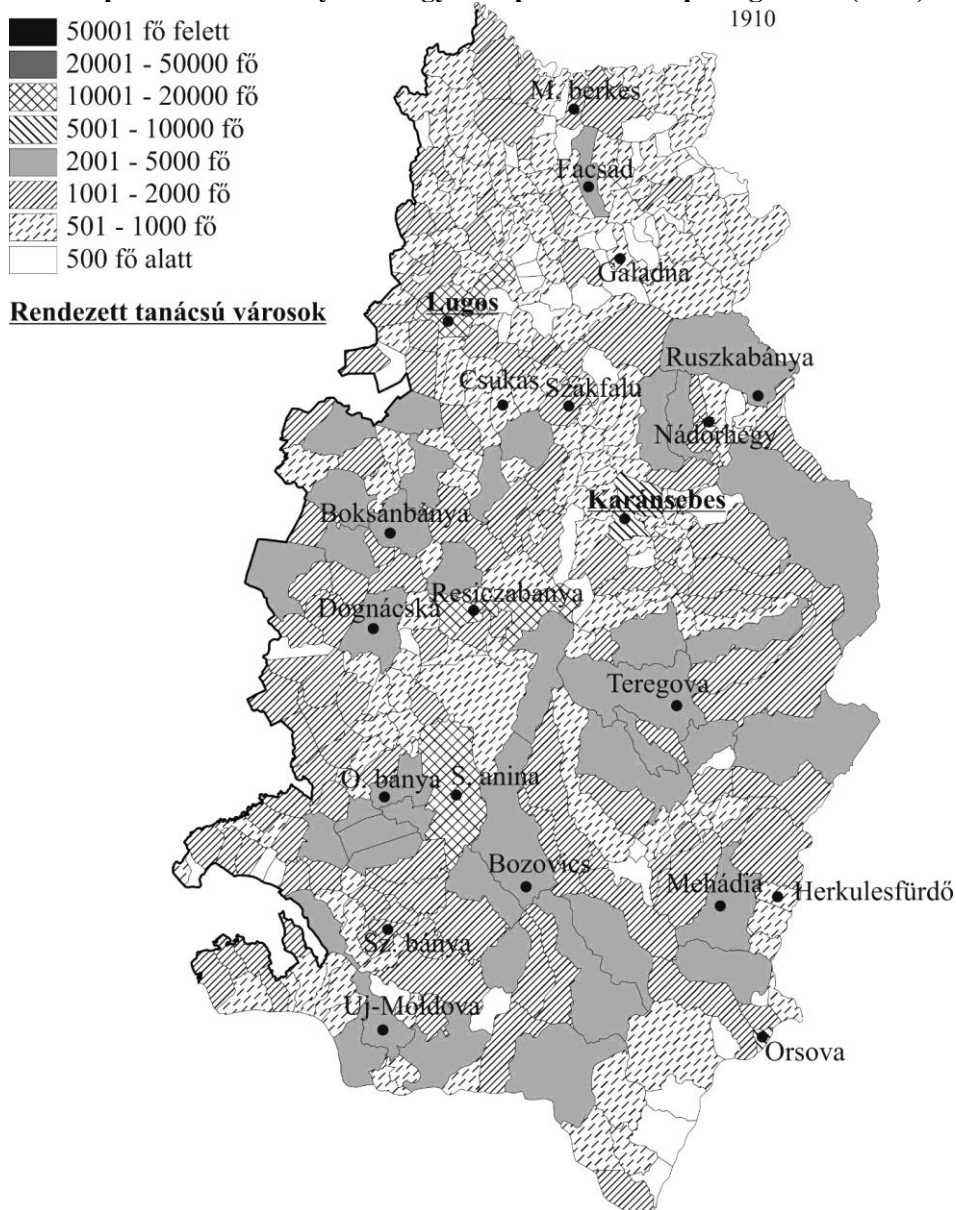 1910
50001 fő felett
20001 - 50000 fő
10001 - 20000 fő
5001 - 10000 fő
2001 - 5000 fő
1001 - 2000 fő
501 - 1000 fő
500 fő alatt
Rendezett tanácsú városok
M. berkes
Facsád
Galadna
Lugos
Ruszkabánya
Csukás
Szákfalu
Nádorhegy
Karánsebes
Boksánbánya
Resiczabánya
Dognácska
Teregova
O. bánya
S. anina
Bozovics
Mehádia
Herkulesfürdő
Sz. bánya
Uj-Moldova
Orsova